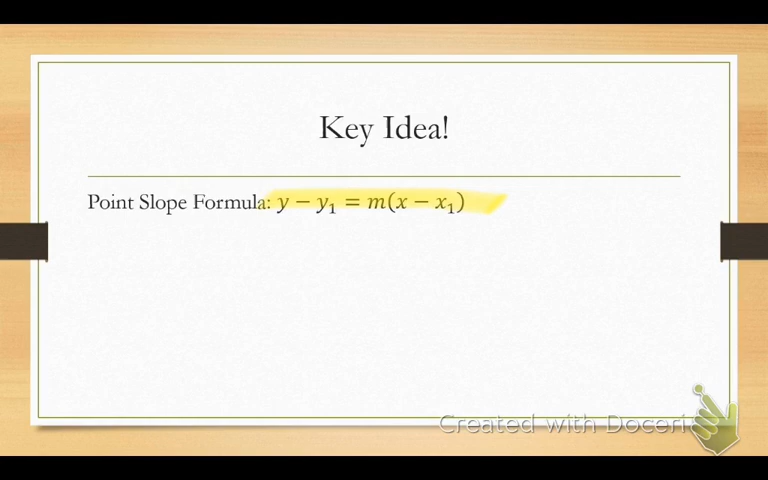 Key Idea!
Point Slope Formula: y − y₁ = m(x − x₁)
Created with Doceri